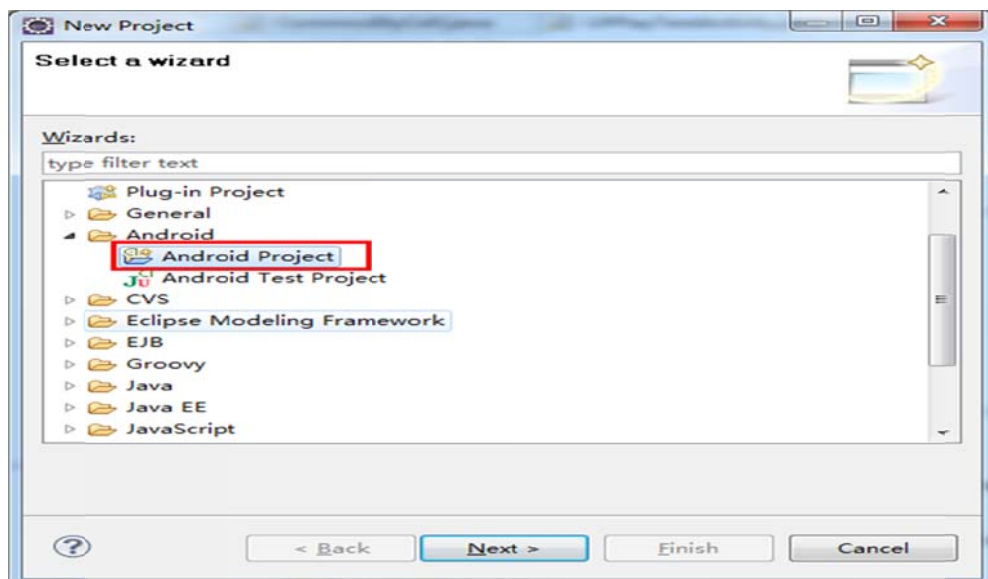 New Project
Select a wizard
Wizards:
type filter text
Plug-in Project
General
Android
Android Project
Android Test Project
CVS
Eclipse Modeling Framework
EJB
Groovy
Java
Java EE
JavaScript
< Back
Next >
Finish
Cancel